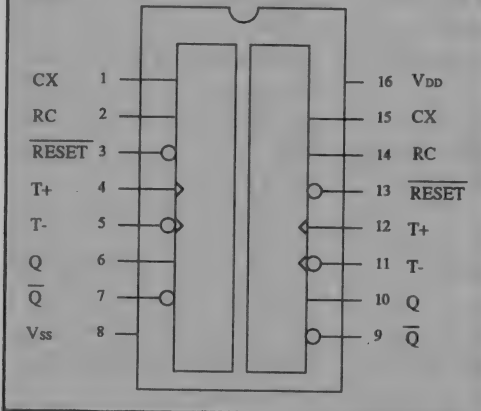 16 VDD
CX 1
15 CX
RC 2
14 RC
RESET 3
13 RESET
T+ 4
12 T+
T- 5
11 T-
Q 6
10 Q
Q̅ 7
9 Q̅
Vss 8